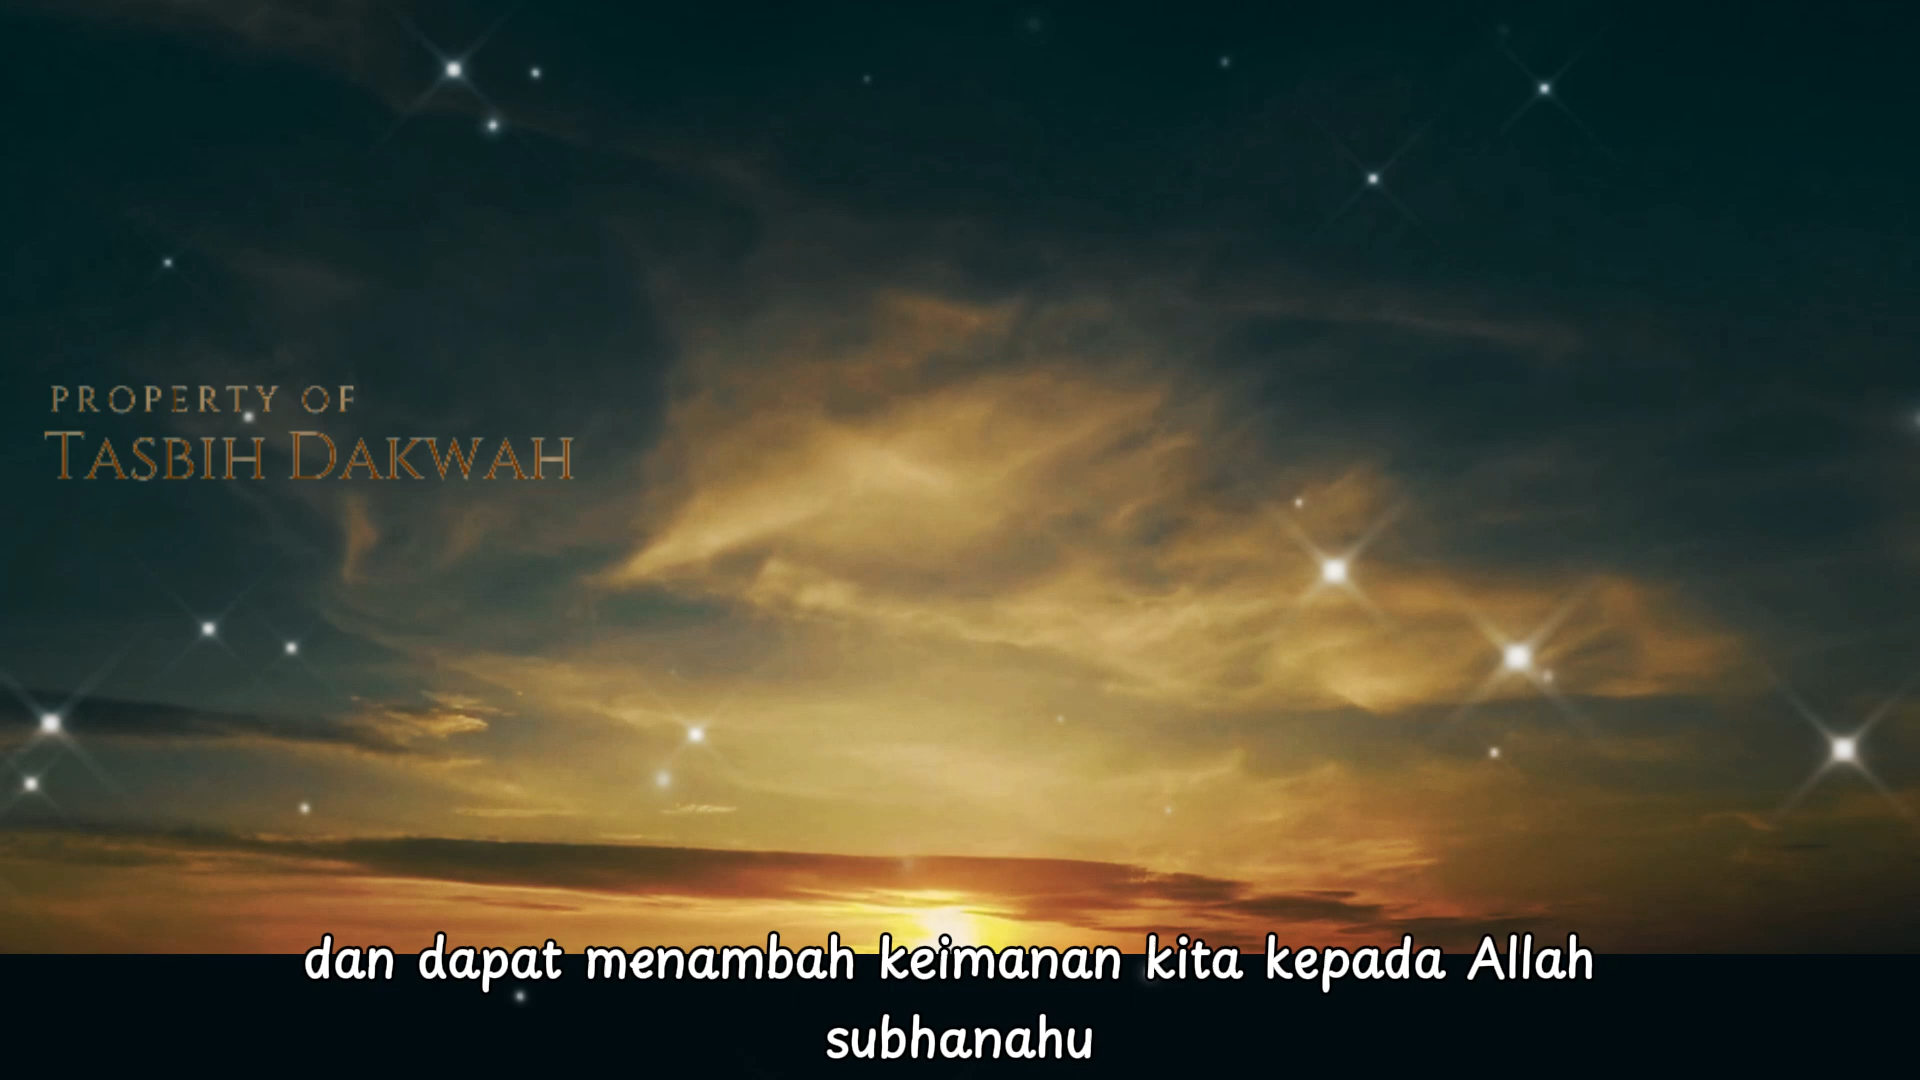 PROPERTY OF
TASBIH DAKWAH
dan dapat menambah keimanan kita kepada Allah
subhanahu